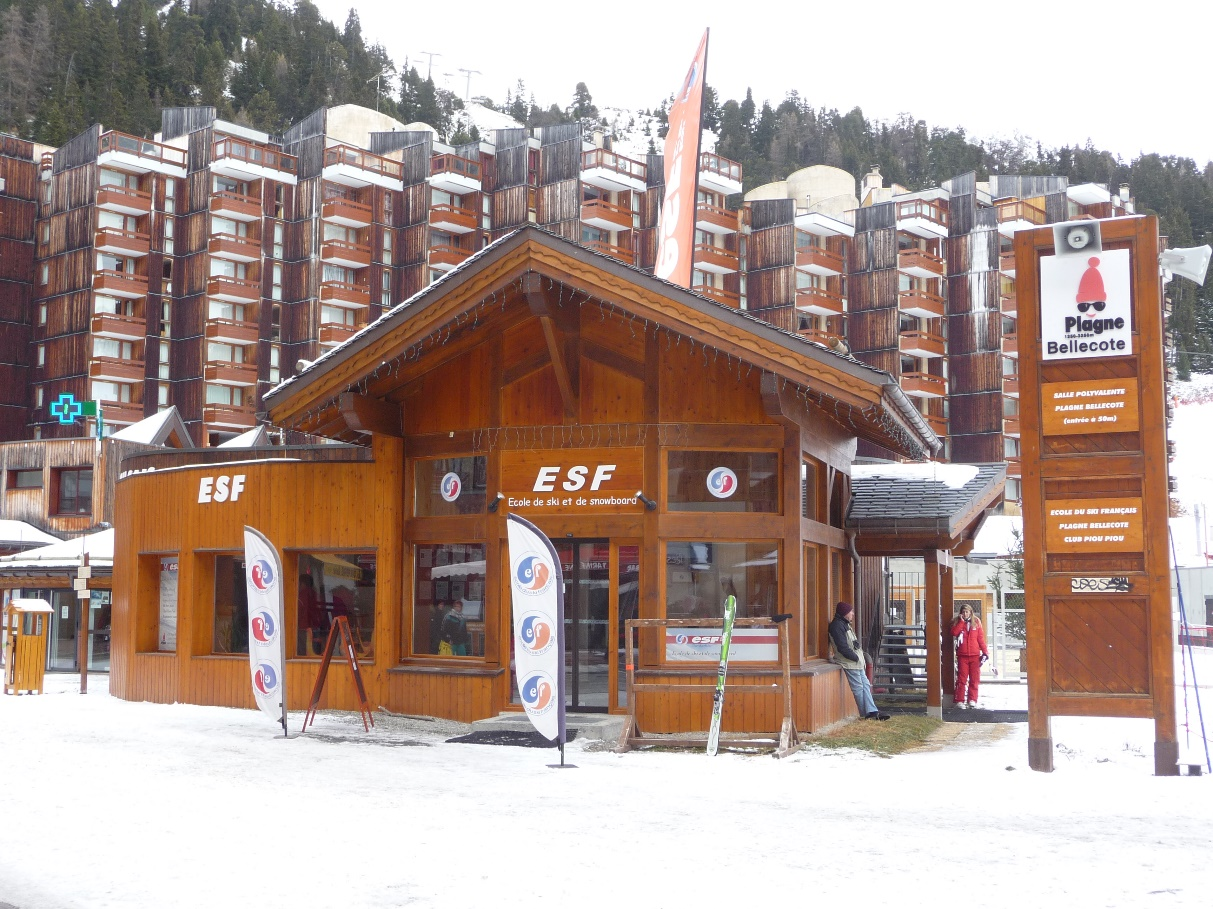 ESF
ESF
Ecole de ski et de snowboard
esf
Plagne
Bellecote
SALLE POLYVALENTE
PLAGNE BELLECOTE
(entrée à 50m)
ECOLE DU SKI FRANÇAIS
PLAGNE BELLECOTE
CLUB PIOU PIOU